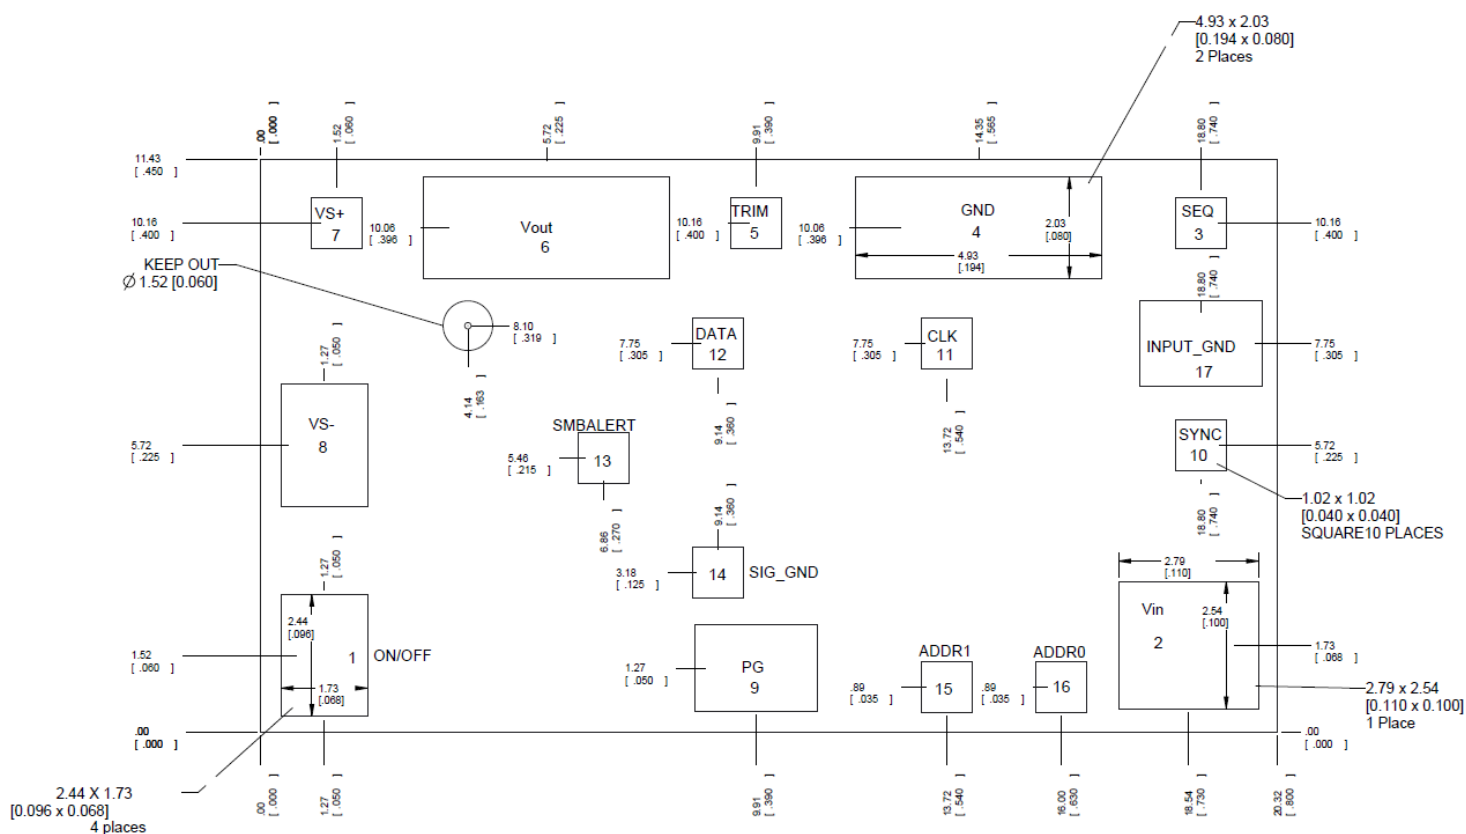 4.93 x 2.03
[0.194 x 0.080]
2 Places
.00
[ .000 ]
1.52
[ .060 ]
5.72
[ .225 ]
9.91
[ .390 ]
14.35
[ .565 ]
18.80
[ .740 ]
11.43
[ .450 ]
10.16
[ .400 ]
VS+
7
10.06
[ .396 ]
Vout
6
10.16
[ .400 ]
TRIM
5
10.06
[ .396 ]
GND
4
2.03
[.080]
4.93
[.194]
SEQ
3
10.16
[ .400 ]
KEEP OUT
Ø 1.52 [0.060]
8.10
[ .319 ]
4.14
[ .163 ]
18.80
[ .740 ]
INPUT_GND
17
7.75
[ .305 ]
7.75
[ .305 ]
DATA
12
7.75
[ .305 ]
CLK
11
1.27
[ .050 ]
9.14
[ .360 ]
13.72
[ .540 ]
5.72
[ .225 ]
VS-
8
SMBALERT
13
5.46
[ .215 ]
6.86
[ .270 ]
SYNC
10
5.72
[ .225 ]
18.80
[ .740 ]
1.02 x 1.02
[0.040 x 0.040]
SQUARE10 PLACES
9.14
[ .360 ]
3.18
[ .125 ]
14
SIG_GND
1.27
[ .050 ]
2.44
[.096]
1
ON/OFF
1.52
[ .060 ]
1.73
[.068]
1.27
[ .050 ]
PG
9
ADDR1
15
.89
[ .035 ]
ADDR0
16
.89
[ .035 ]
2.79
[.110]
Vin
2
2.54
[.100]
1.73
[ .068 ]
2.79 x 2.54
[0.110 x 0.100]
1 Place
.00
[ .000 ]
.00
[ .000 ]
2.44 X 1.73
[0.096 x 0.068]
4 places
.00
[ .000 ]
1.27
[ .050 ]
9.91
[ .390 ]
13.72
[ .540 ]
16.00
[ .630 ]
18.54
[ .730 ]
20.32
[ .800 ]